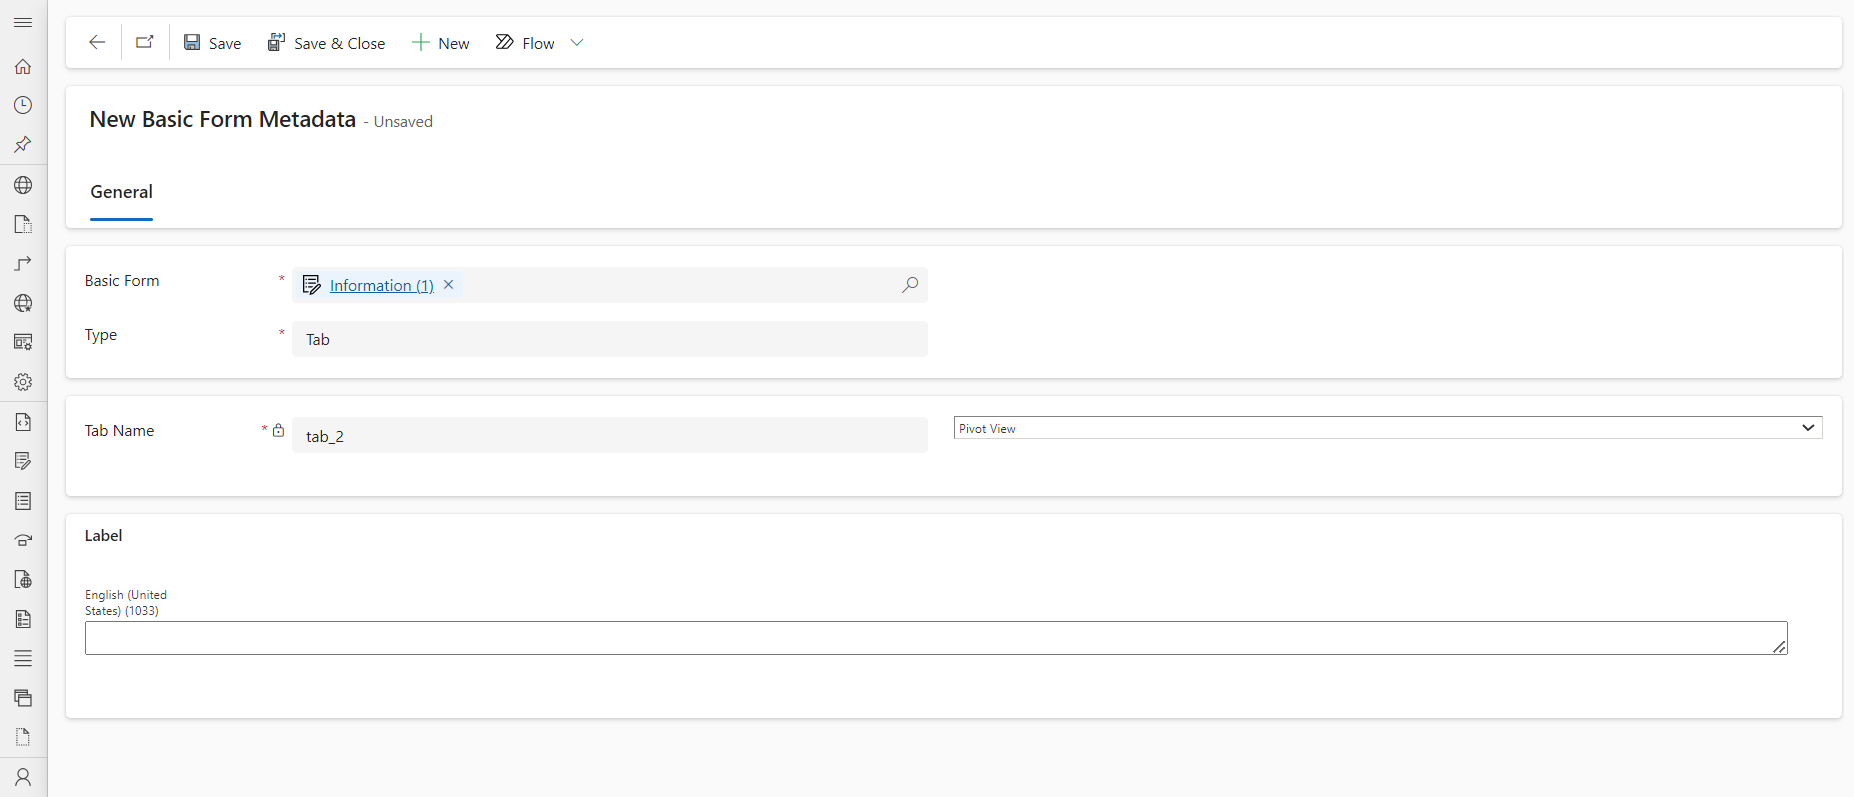 Save
Save & Close
New
Flow
New Basic Form Metadata - Unsaved
General
Basic Form * Information (1)
Type * Tab
Tab Name * tab_2 Pivot View
Label
English (United
States) (1033)